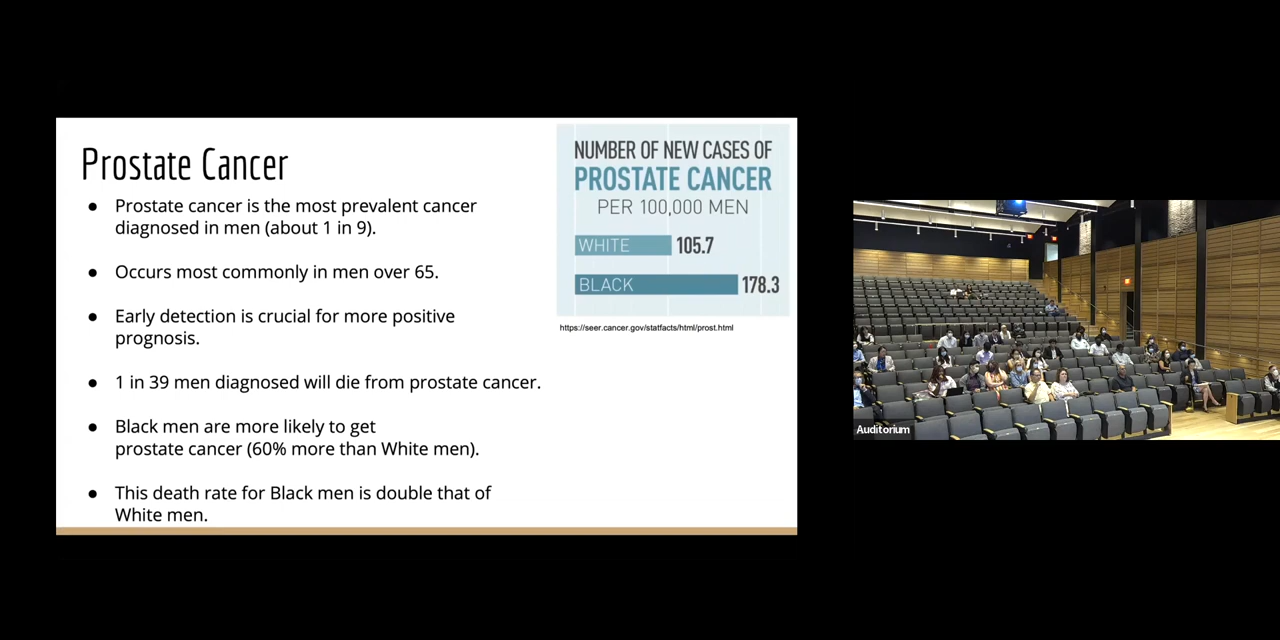 Prostate Cancer
● Prostate cancer is the most prevalent cancer
diagnosed in men (about 1 in 9).
● Occurs most commonly in men over 65.
● Early detection is crucial for more positive
prognosis.
● 1 in 39 men diagnosed will die from prostate cancer.
● Black men are more likely to get
prostate cancer (60% more than White men).
● This death rate for Black men is double that of
White men.
NUMBER OF NEW CASES OF
PROSTATE CANCER
PER 100,000 MEN
WHITE 105.7
BLACK 178.3
https://seer.cancer.gov/statfacts/html/prost.html
Auditorium